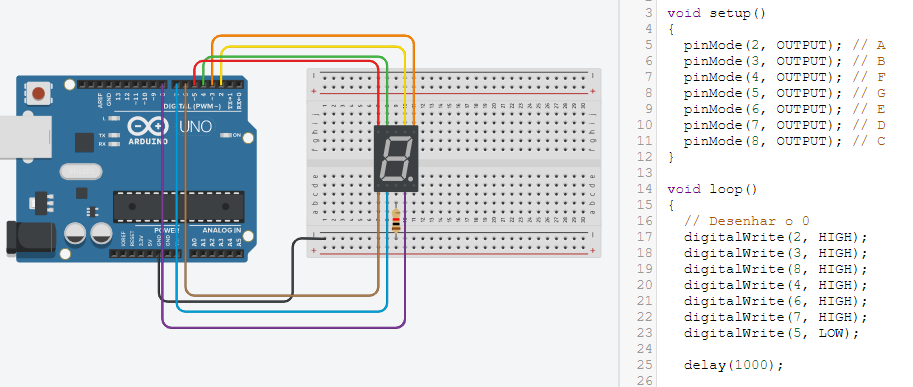 AREF
GND
13
12
~11
~10
~9
8
7
~6
~5
4
~3
2
TX→1
RX←0
DIGITAL (PWM~)
L
TX
RX
UNO
ARDUINO
ON
POWER
ANALOG IN
IOREF
RESET
3.3V
5V
GND
GND
A0
A1
A2
A3
A4
A5
a b c d e
f g h i j
3 void setup()
4 {
5 pinMode(2, OUTPUT); // A
6 pinMode(3, OUTPUT); // B
7 pinMode(4, OUTPUT); // F
8 pinMode(5, OUTPUT); // G
9 pinMode(6, OUTPUT); // E
10 pinMode(7, OUTPUT); // D
11 pinMode(8, OUTPUT); // C
12 }
13
14 void loop()
15 {
16 // Desenhar o 0
17 digitalWrite(2, HIGH);
18 digitalWrite(3, HIGH);
19 digitalWrite(8, HIGH);
20 digitalWrite(4, HIGH);
21 digitalWrite(6, HIGH);
22 digitalWrite(7, HIGH);
23 digitalWrite(5, LOW);
24
25 delay(1000);
26